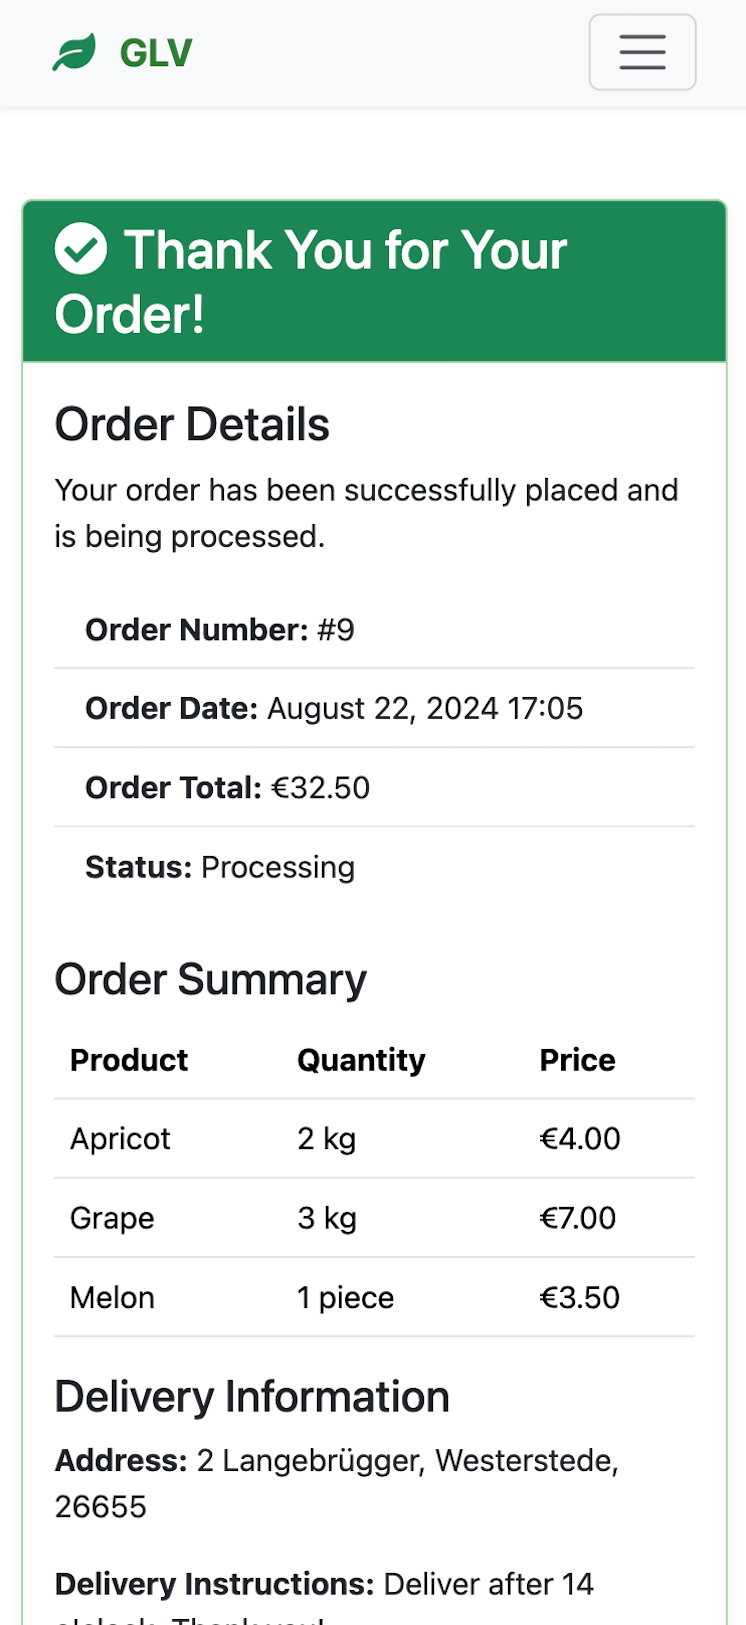 GLV
Thank You for Your
Order!
Order Details
Your order has been successfully placed and
is being processed.
Order Number: #9
Order Date: August 22, 2024 17:05
Order Total: €32.50
Status: Processing
Order Summary
Product Quantity Price
Apricot 2 kg €4.00
Grape 3 kg €7.00
Melon 1 piece €3.50
Delivery Information
Address: 2 Langebrügger, Westerstede,
26655
Delivery Instructions: Deliver after 14